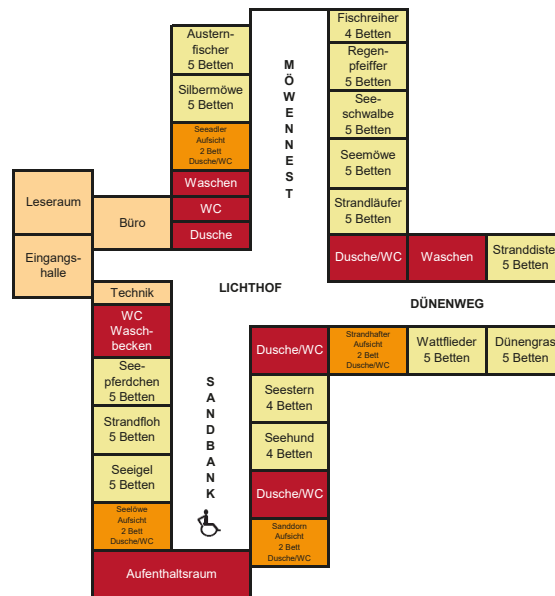 Austern-
fischer
5 Betten
Silbermöwe
5 Betten
Seeadler
Aufsicht
2 Bett
Dusche/WC
Waschen
WC
Dusche
MÖWENNEST
Fischreiher
4 Betten
Regen-
pfeiffer
5 Betten
See-
schwalbe
5 Betten
Seemöwe
5 Betten
Strandläufer
5 Betten
Dusche/WC
Waschen
Stranddistel
5 Betten
Leseraum
Büro
Eingangs-
halle
Technik
LICHTHOF
DÜNENWEG
WC
Wasch-
becken
See-
pferdchen
5 Betten
Strandfloh
5 Betten
Seeigel
5 Betten
Seelöwe
Aufsicht
2 Bett
Dusche/WC
SANDBANK
Dusche/WC
Strandhafter
Aufsicht
2 Bett
Dusche/WC
Wattflieder
5 Betten
Dünengras
5 Betten
Seestern
4 Betten
Seehund
4 Betten
Dusche/WC
Sanddorn
Aufsicht
2 Bett
Dusche/WC
Aufenthaltsraum